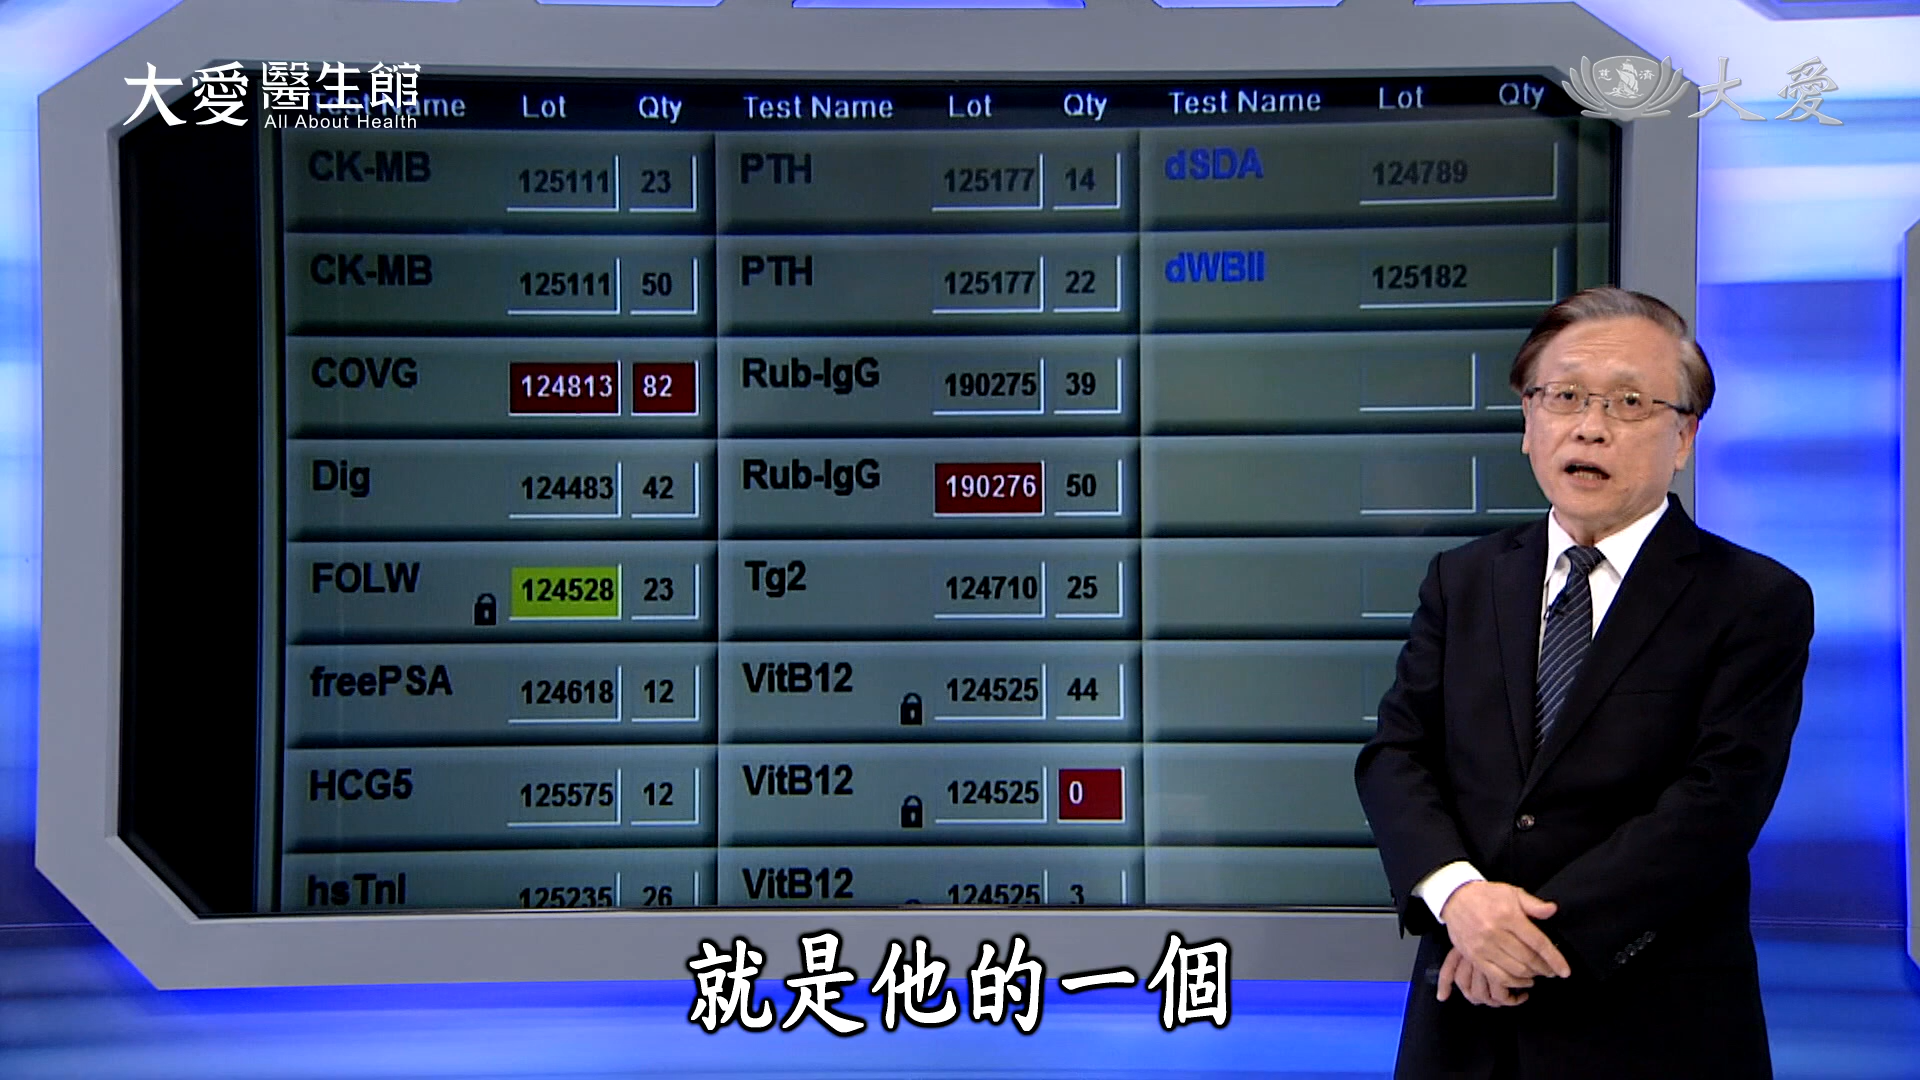 大愛醫生館
All About Health
慈濟
大愛
Test Name Lot Qty Test Name Lot Qty Test Name Lot Qty
CK-MB 125111 23 PTH 125177 14 dSDA 124789
CK-MB 125111 50 PTH 125177 22 dWBII 125182
COVG 124813 82 Rub-IgG 190275 39
Dig 124483 42 Rub-IgG 190276 50
FOLW 124528 23 Tg2 124710 25
freePSA 124618 12 VitB12 124525 44
HCG5 125575 12 VitB12 124525 0
hsTnI 125235 26 VitB12 124525 3
就是他的一個